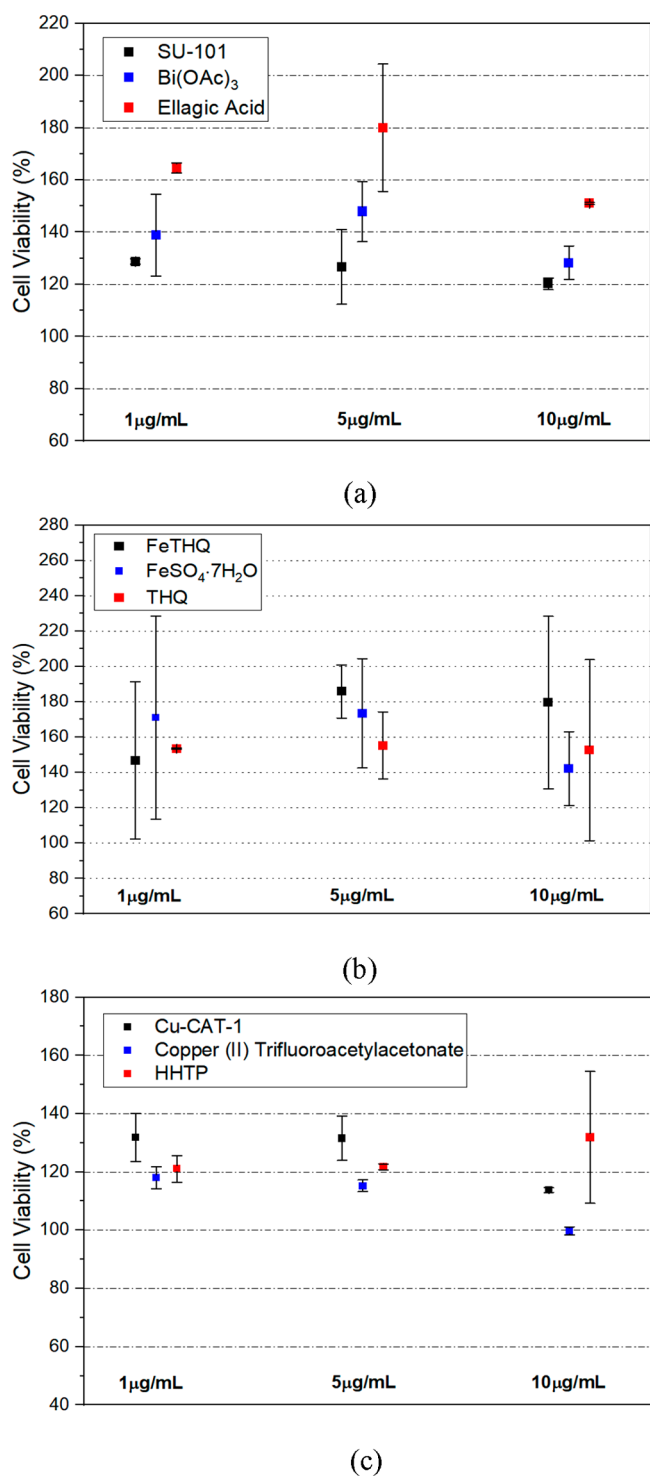 SU-101
Bi(OAc)₃
Ellagic Acid
Cell Viability (%)
220
200
180
160
140
120
100
80
60
1μg/mL 5μg/mL 10μg/mL
(a)
FeTHQ
FeSO₄·7H₂O
THQ
Cell Viability (%)
280
260
240
220
200
180
160
140
120
100
80
60
1μg/mL 5μg/mL 10μg/mL
(b)
Cu-CAT-1
Copper (II) Trifluoroacetylacetonate
HHTP
Cell Viability (%)
180
160
140
120
100
80
60
40
1μg/mL 5μg/mL 10μg/mL
(c)